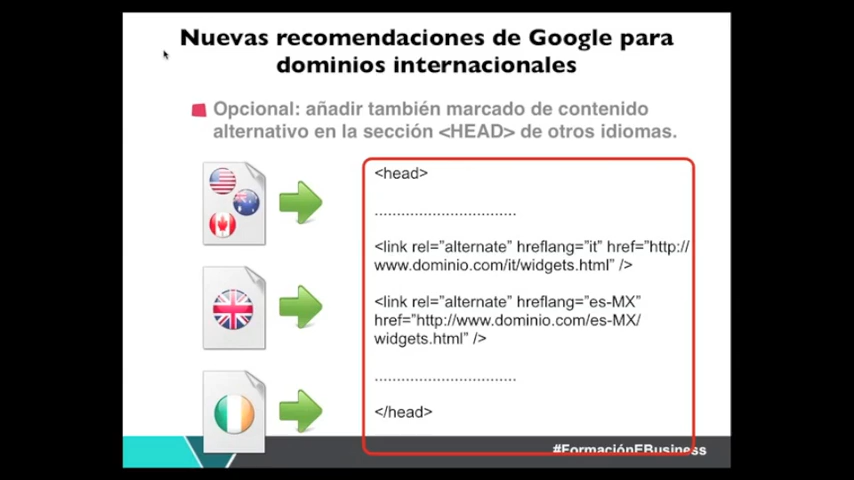 Nuevas recomendaciones de Google para
dominios internacionales
Opcional: añadir también marcado de contenido
alternativo en la sección <HEAD> de otros idiomas.
<head>
................................
<link rel=”alternate” hreflang=”it” href=”http://
www.dominio.com/it/widgets.html” />
<link rel=”alternate” hreflang=”es-MX”
href=”http://www.dominio.com/es-MX/
widgets.html” />
................................
</head>
#FormaciónEBusiness